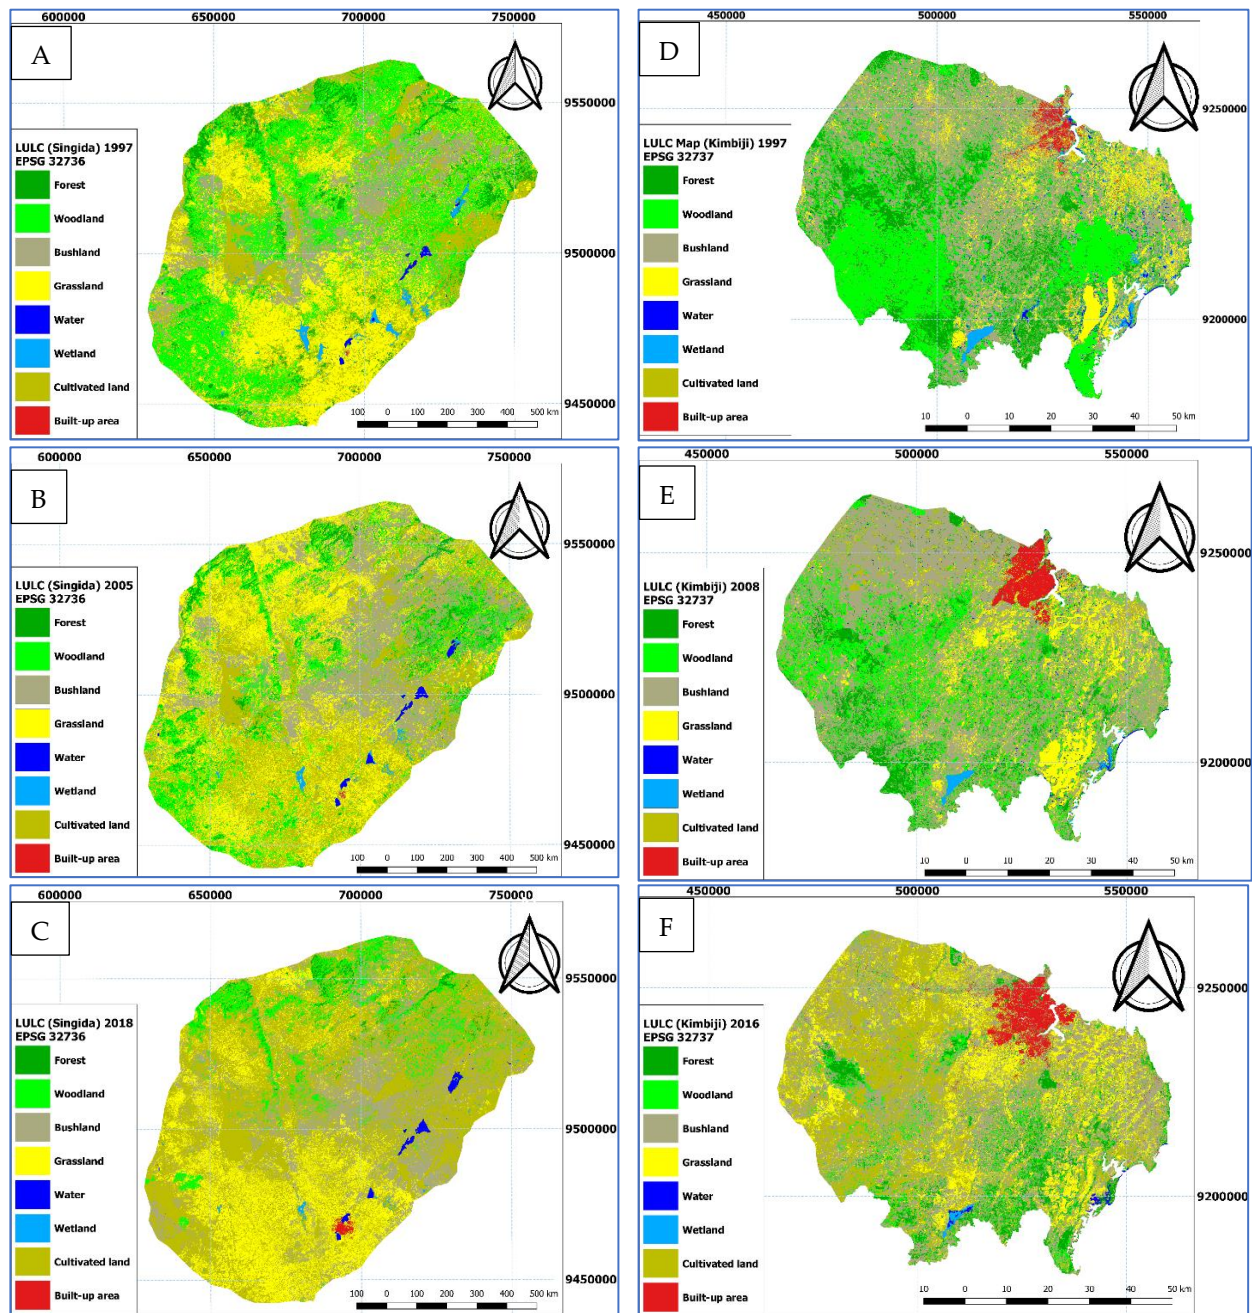 600000 650000 700000 750000
A
9550000
9500000
9450000
LULC (Singida) 1997
EPSG 32736
Forest
Woodland
Bushland
Grassland
Water
Wetland
Cultivated land
Built-up area
100 0 100 200 300 400 500 km
450000 500000 550000
D
9250000
9200000
LULC Map (Kimbiji) 1997
EPSG 32737
Forest
Woodland
Bushland
Grassland
Water
Wetland
Cultivated land
Built-up area
10 0 10 20 30 40 50 km
600000 650000 700000 750000
B
9550000
9500000
9450000
LULC (Singida) 2005
EPSG 32736
Forest
Woodland
Bushland
Grassland
Water
Wetland
Cultivated land
Built-up area
100 0 100 200 300 400 500 km
450000 500000 550000
E
9250000
9200000
LULC (Kimbiji) 2008
EPSG 32737
Forest
Woodland
Bushland
Grassland
Water
Wetland
Cultivated land
Built-up area
10 0 10 20 30 40 50 km
600000 650000 700000 750000
C
9550000
9500000
9450000
LULC (Singida) 2018
EPSG 32736
Forest
Woodland
Bushland
Grassland
Water
Wetland
Cultivated land
Built-up area
100 0 100 200 300 400 500 km
450000 500000 550000
F
9250000
9200000
LULC (Kimbiji) 2016
EPSG 32737
Forest
Woodland
Bushland
Grassland
Water
Wetland
Cultivated land
Built-up area
10 0 10 20 30 40 50 km